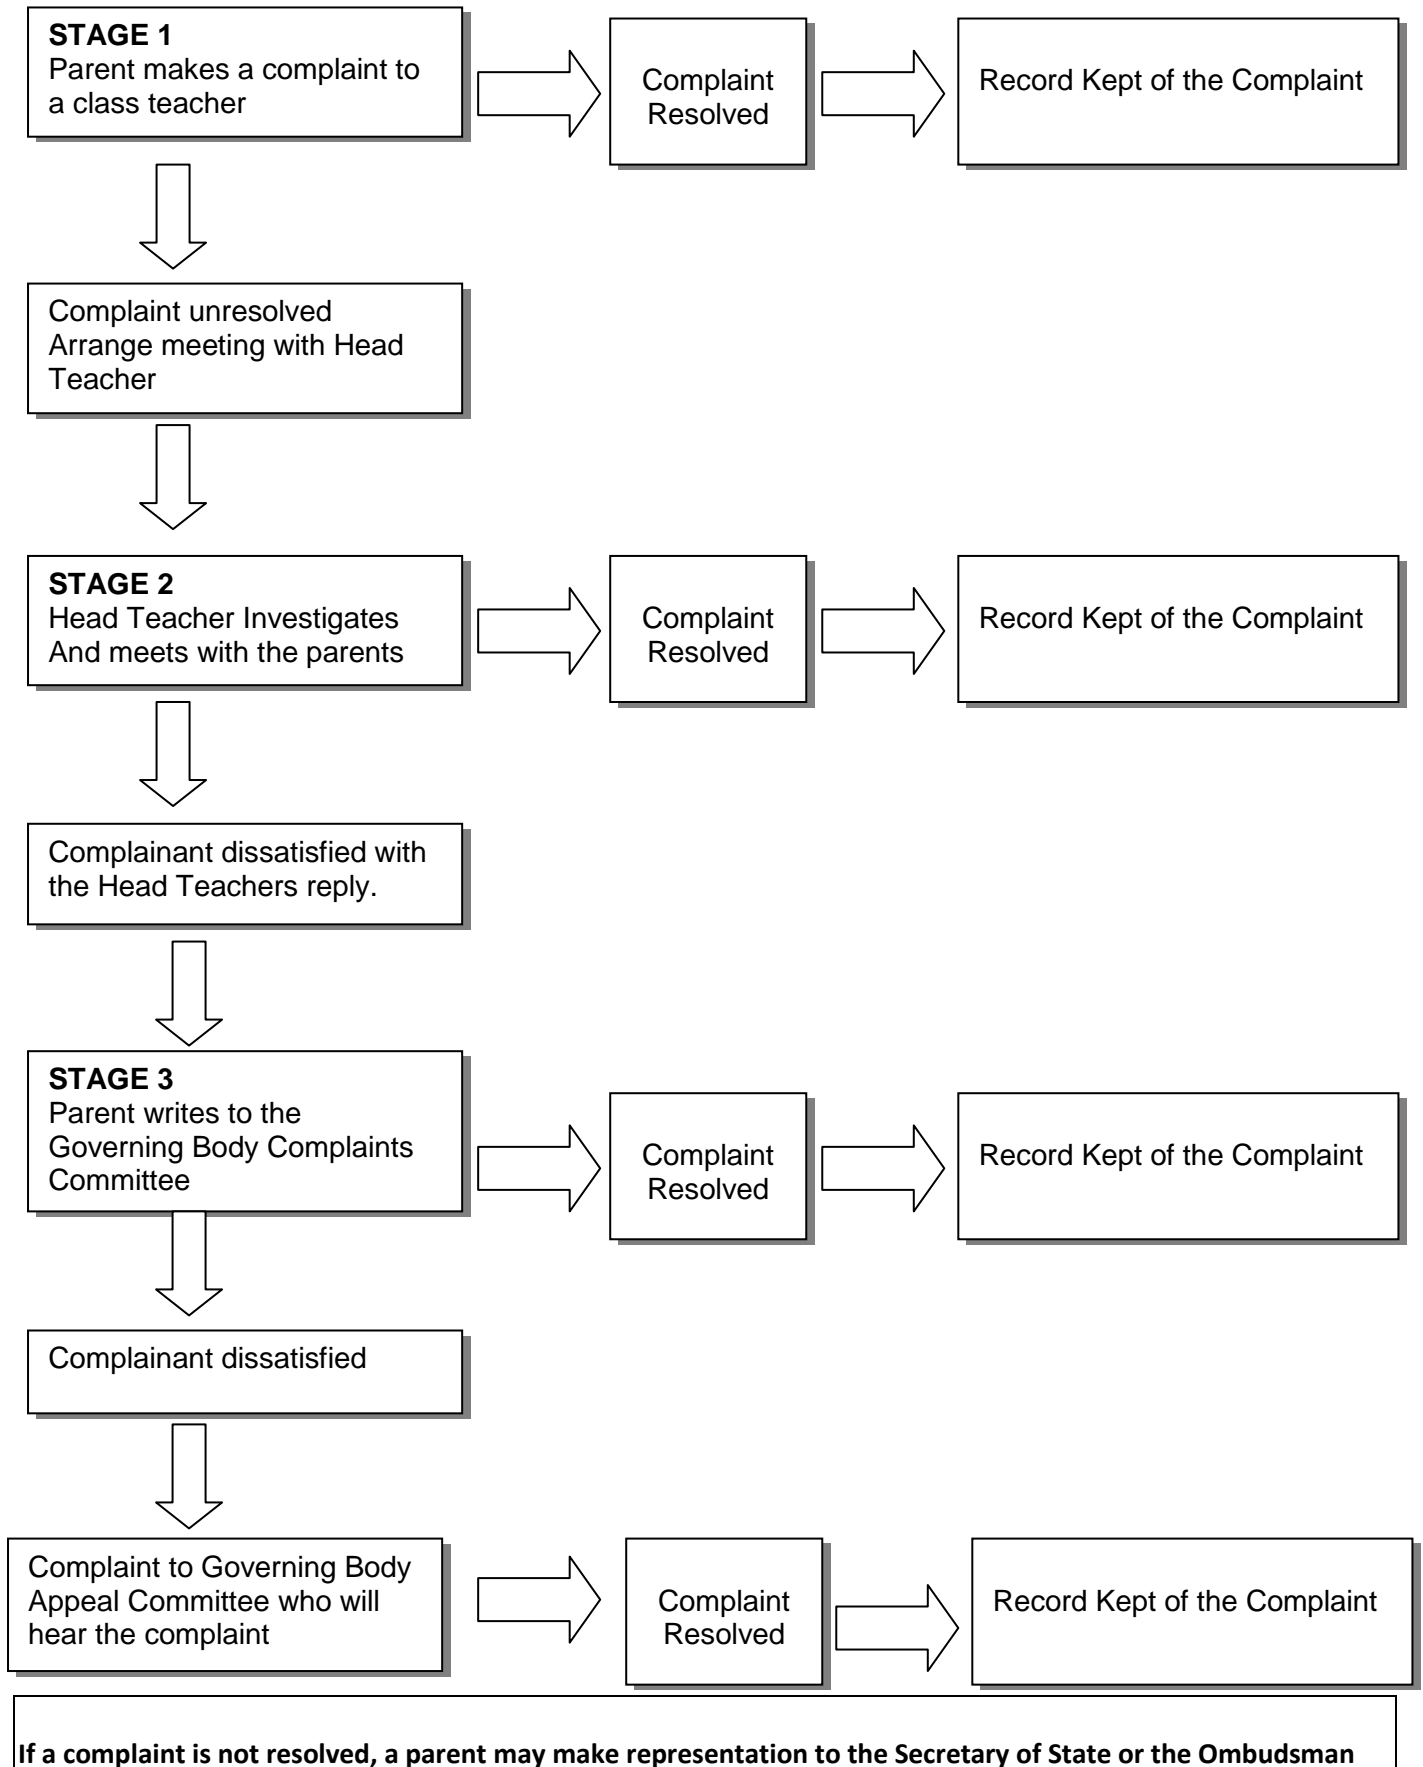 STAGE 1
Parent makes a complaint to
a class teacher
Complaint
Resolved
Record Kept of the Complaint
Complaint unresolved
Arrange meeting with Head
Teacher
STAGE 2
Head Teacher Investigates
And meets with the parents
Complaint
Resolved
Record Kept of the Complaint
Complainant dissatisfied with
the Head Teachers reply.
STAGE 3
Parent writes to the
Governing Body Complaints
Committee
Complaint
Resolved
Record Kept of the Complaint
Complainant dissatisfied
Complaint to Governing Body
Appeal Committee who will
hear the complaint
Complaint
Resolved
Record Kept of the Complaint
If a complaint is not resolved, a parent may make representation to the Secretary of State or the Ombudsman